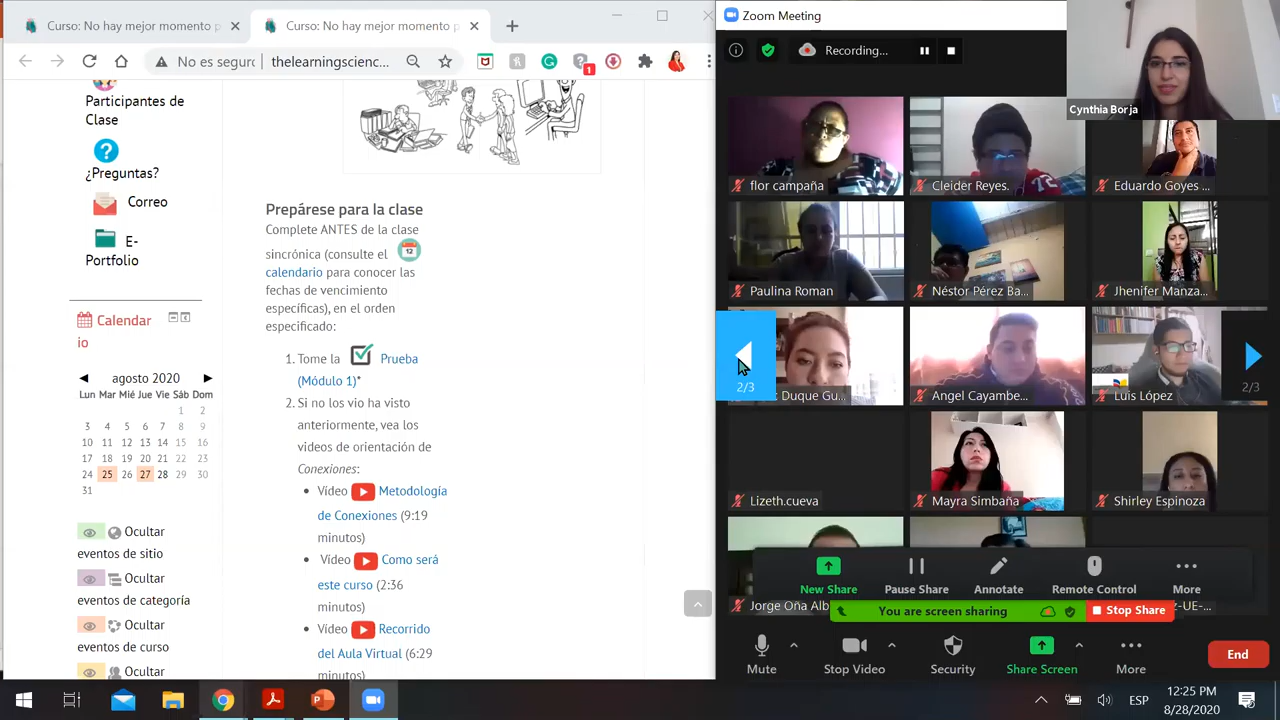 Curso: No hay mejor momento p
Curso: No hay mejor momento p
No es segur
thelearningscienc...
1
Participantes de
Clase
¿Preguntas?
Correo
E-
Portfolio
Calendar
io
agosto 2020
Lun Mar Mié Jue Vie Sáb Dom
1 2
3 4 5 6 7 8 9
10 11 12 13 14 15 16
17 18 19 20 21 22 23
24 25 26 27 28 29 30
31
Ocultar
eventos de sitio
Ocultar
eventos de categoría
Ocultar
eventos de curso
Ocultar
Prepárese para la clase
Complete ANTES de la clase
sincrónica (consulte el
12
calendario para conocer las
fechas de vencimiento
específicas), en el orden
especificado:
1. Tome la Prueba
(Módulo 1)*
2. Si no los vio ha visto
anteriormente, vea los
videos de orientación de
Conexiones:
Vídeo Metodología
de Conexiones (9:19
minutos)
Vídeo Como será
este curso (2:36
minutos)
Vídeo Recorrido
del Aula Virtual (6:29
minutos)
Zoom Meeting
Recording...
Cynthia Borja
flor campaña
Cleider Reyes.
Eduardo Goyes ...
Paulina Roman
Néstor Pérez Ba...
Jhenifer Manza...
2/3
Duque Gu...
Angel Cayambe...
Luis López
2/3
Lizeth.cueva
Mayra Simbaña
Shirley Espinoza
Jorge Oña Alb
z-UE-...
New Share
Pause Share
Annotate
Remote Control
More
You are screen sharing
Stop Share
Mute
Stop Video
Security
Share Screen
More
End
ESP
12:25 PM
8/28/2020